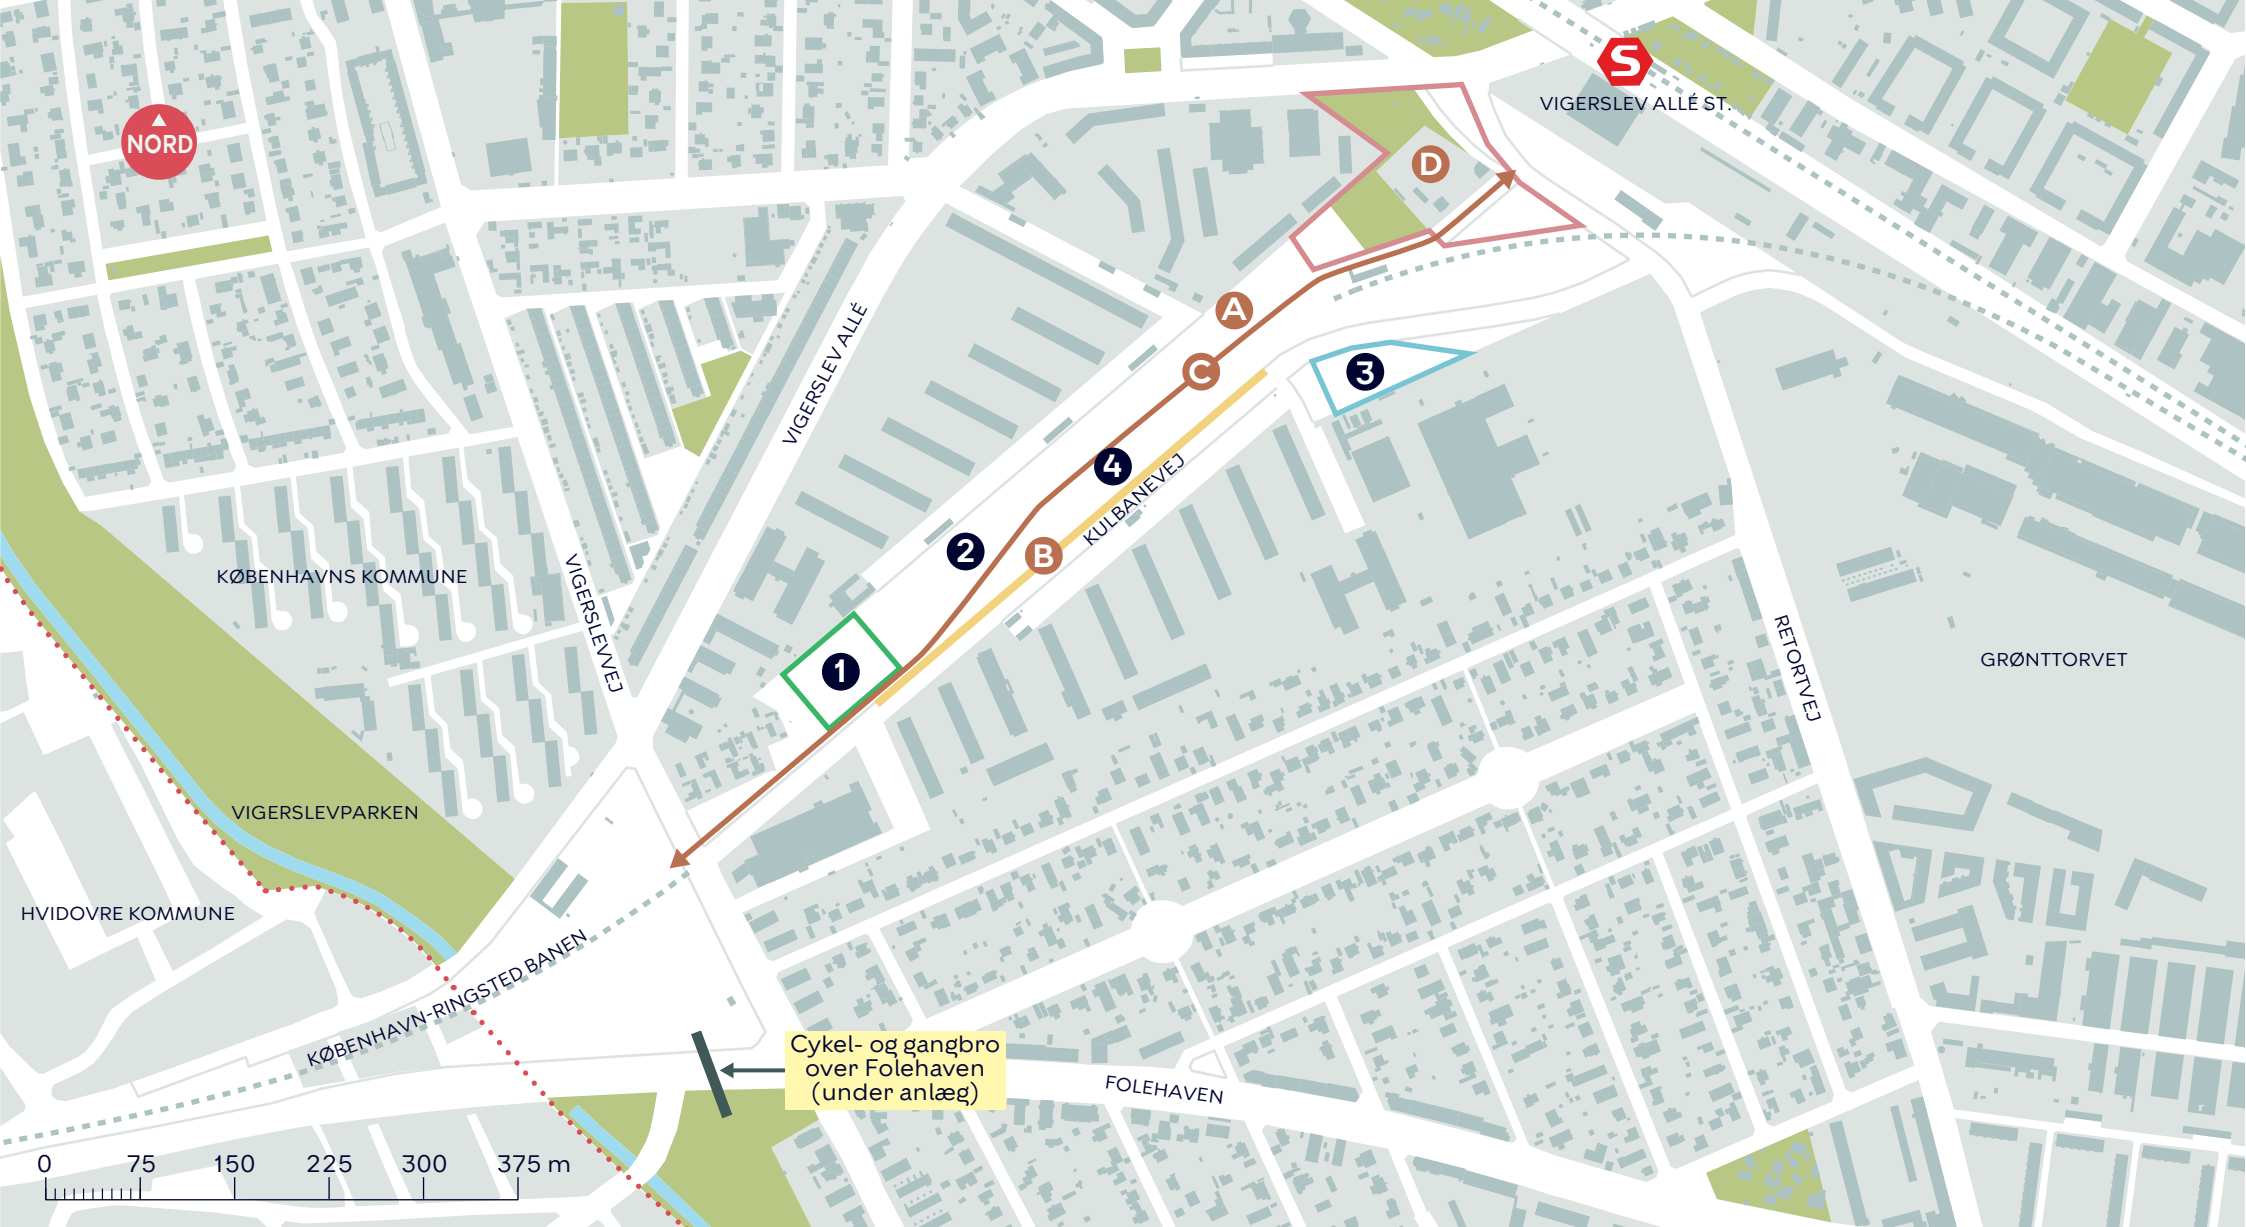 S
VIGERSLEV ALLÉ ST.
NORD
D
A
VIGERSLEV ALLÉ
C
3
4
KULBANEVEJ
2
B
KØBENHAVNS KOMMUNE
VIGERSLEVVEJ
1
RETORTVEJ
GRØNTTORVET
VIGERSLEVPARKEN
HVIDOVRE KOMMUNE
KØBENHAVN-RINGSTED BANEN
Cykel- og gangbro
over Folehaven
(under anlæg)
FOLEHAVEN
0 75 150 225 300 375 m